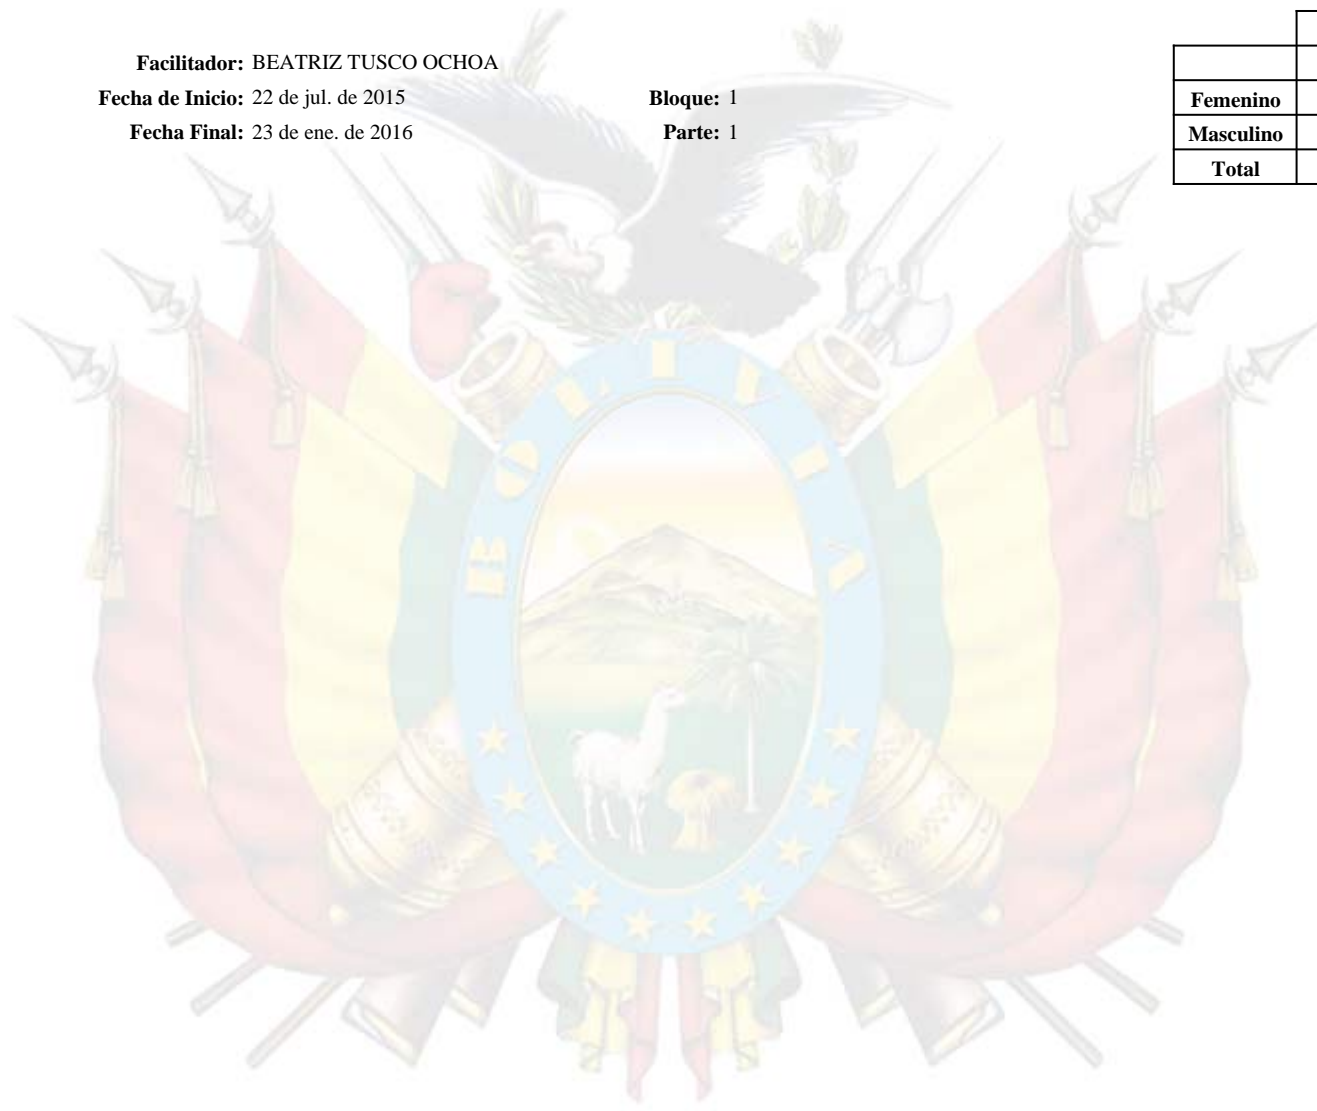 Facilitador: BEATRIZ TUSCO OCHOA
Fecha de Inicio: 22 de jul. de 2015 Bloque: 1
Fecha Final: 23 de ene. de 2016 Parte: 1
Femenino
Masculino
Total
BOLIVIA